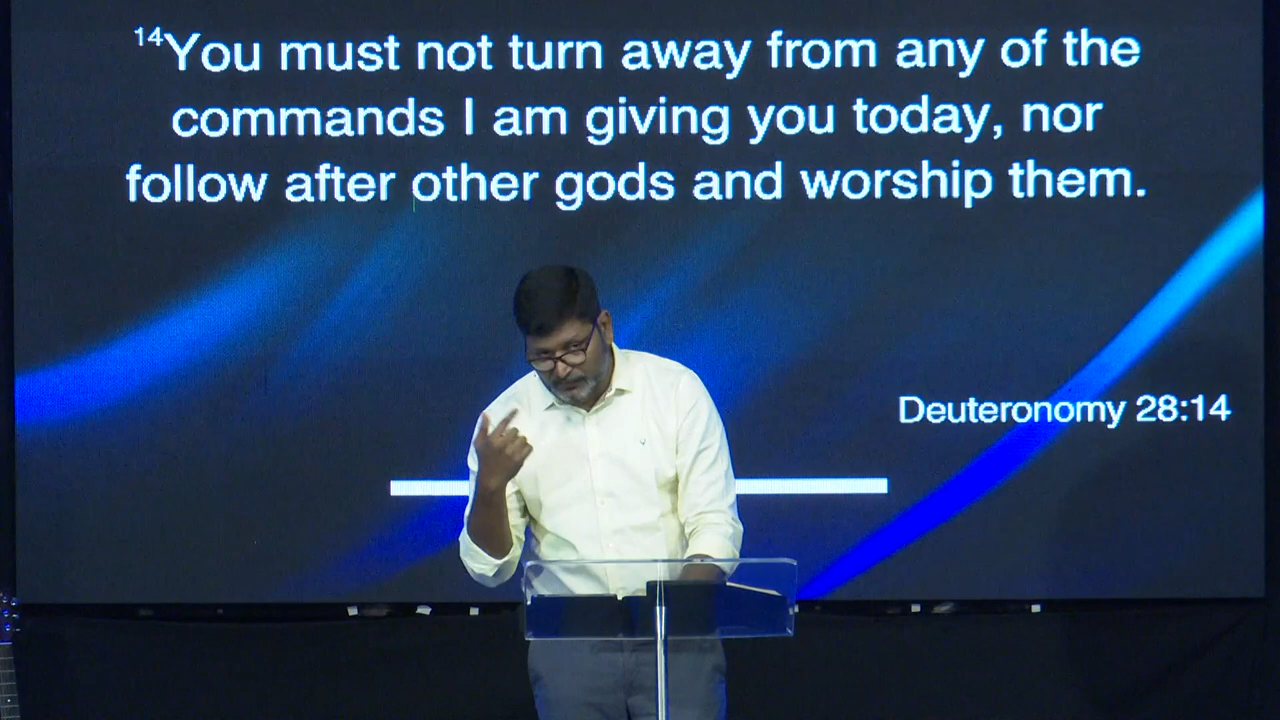 ¹⁴You must not turn away from any of the
commands I am giving you today, nor
follow after other gods and worship them.
Deuteronomy 28:14